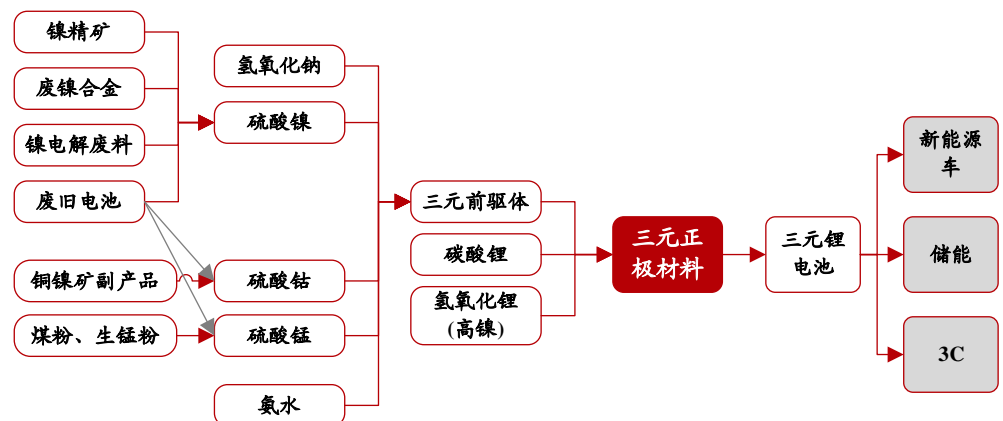 镍精矿
废镍合金
镍电解废料
废旧电池
铜镍矿副产品
煤粉、生锰粉
氢氧化钠
硫酸镍
硫酸钴
硫酸锰
氨水
三元前驱体
碳酸锂
氢氧化锂
(高镍)
三元正
极材料
三元锂
电池
新能源
车
储能
3C